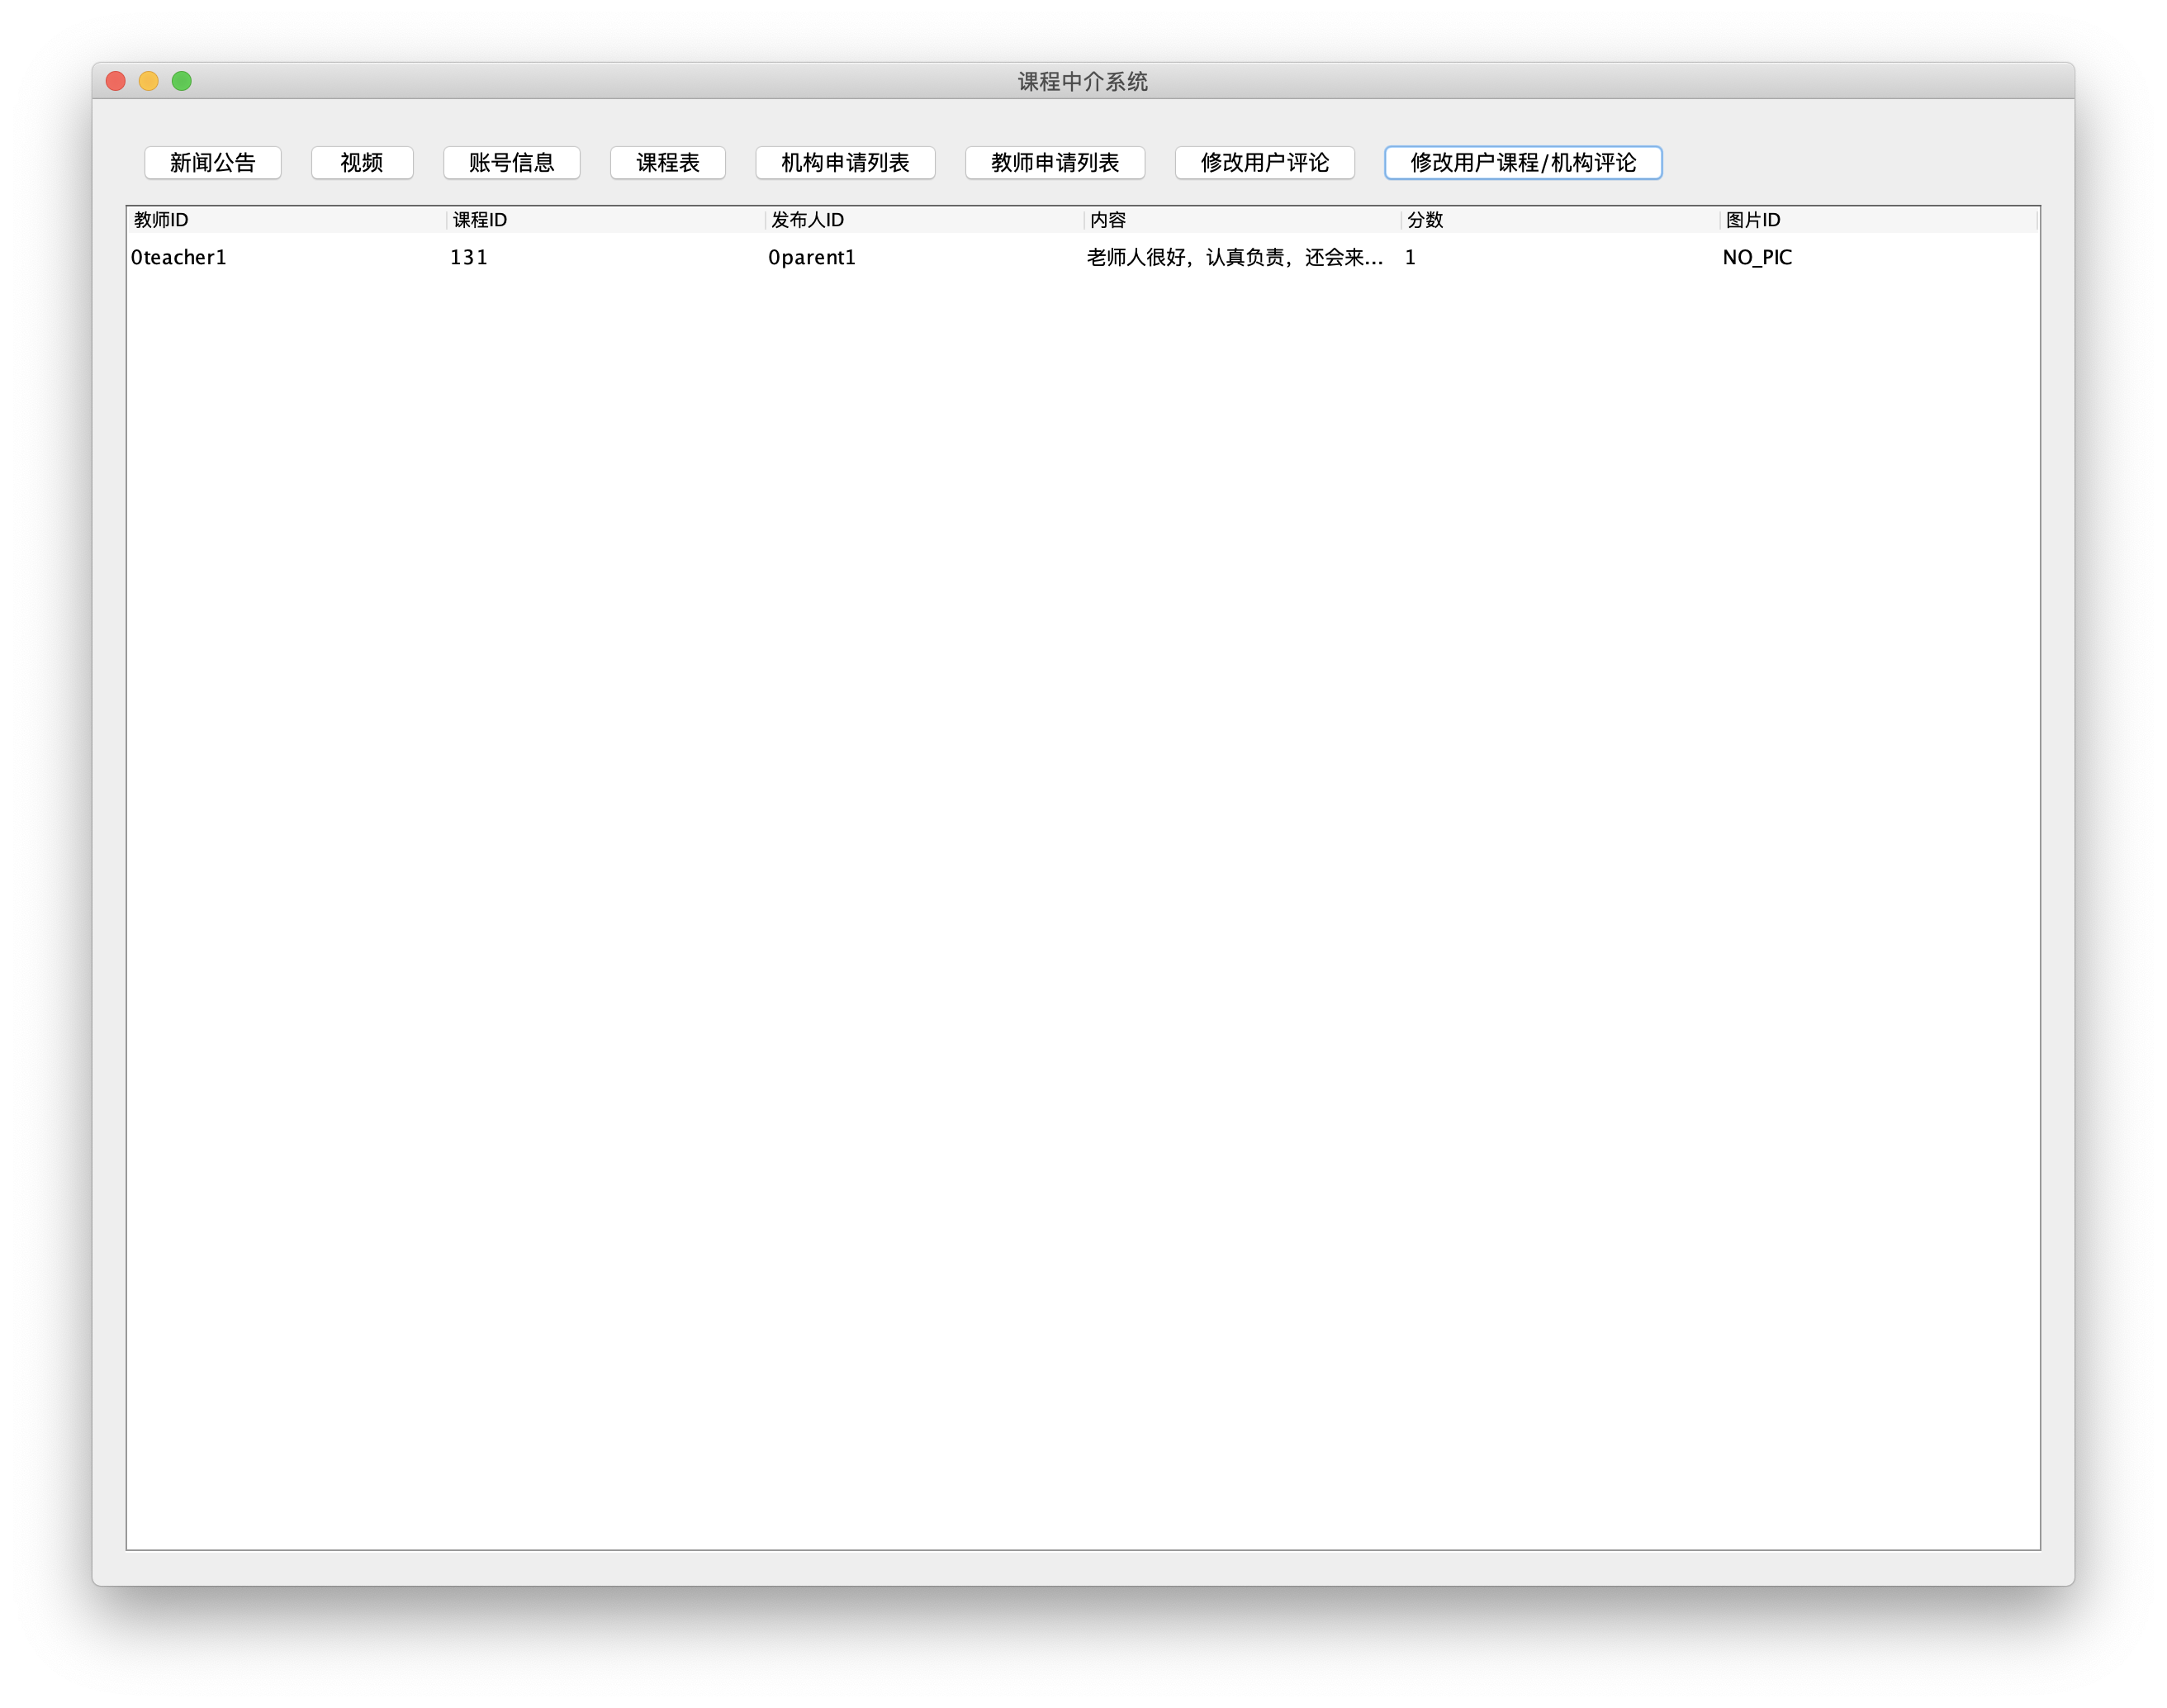 课程中介系统
新闻公告 视频 账号信息 课程表 机构申请列表 教师申请列表 修改用户评论 修改用户课程/机构评论
教师ID 课程ID 发布人ID 内容 分数 图片ID
0teacher1 131 0parent1 老师人很好，认真负责，还会来... 1 NO_PIC